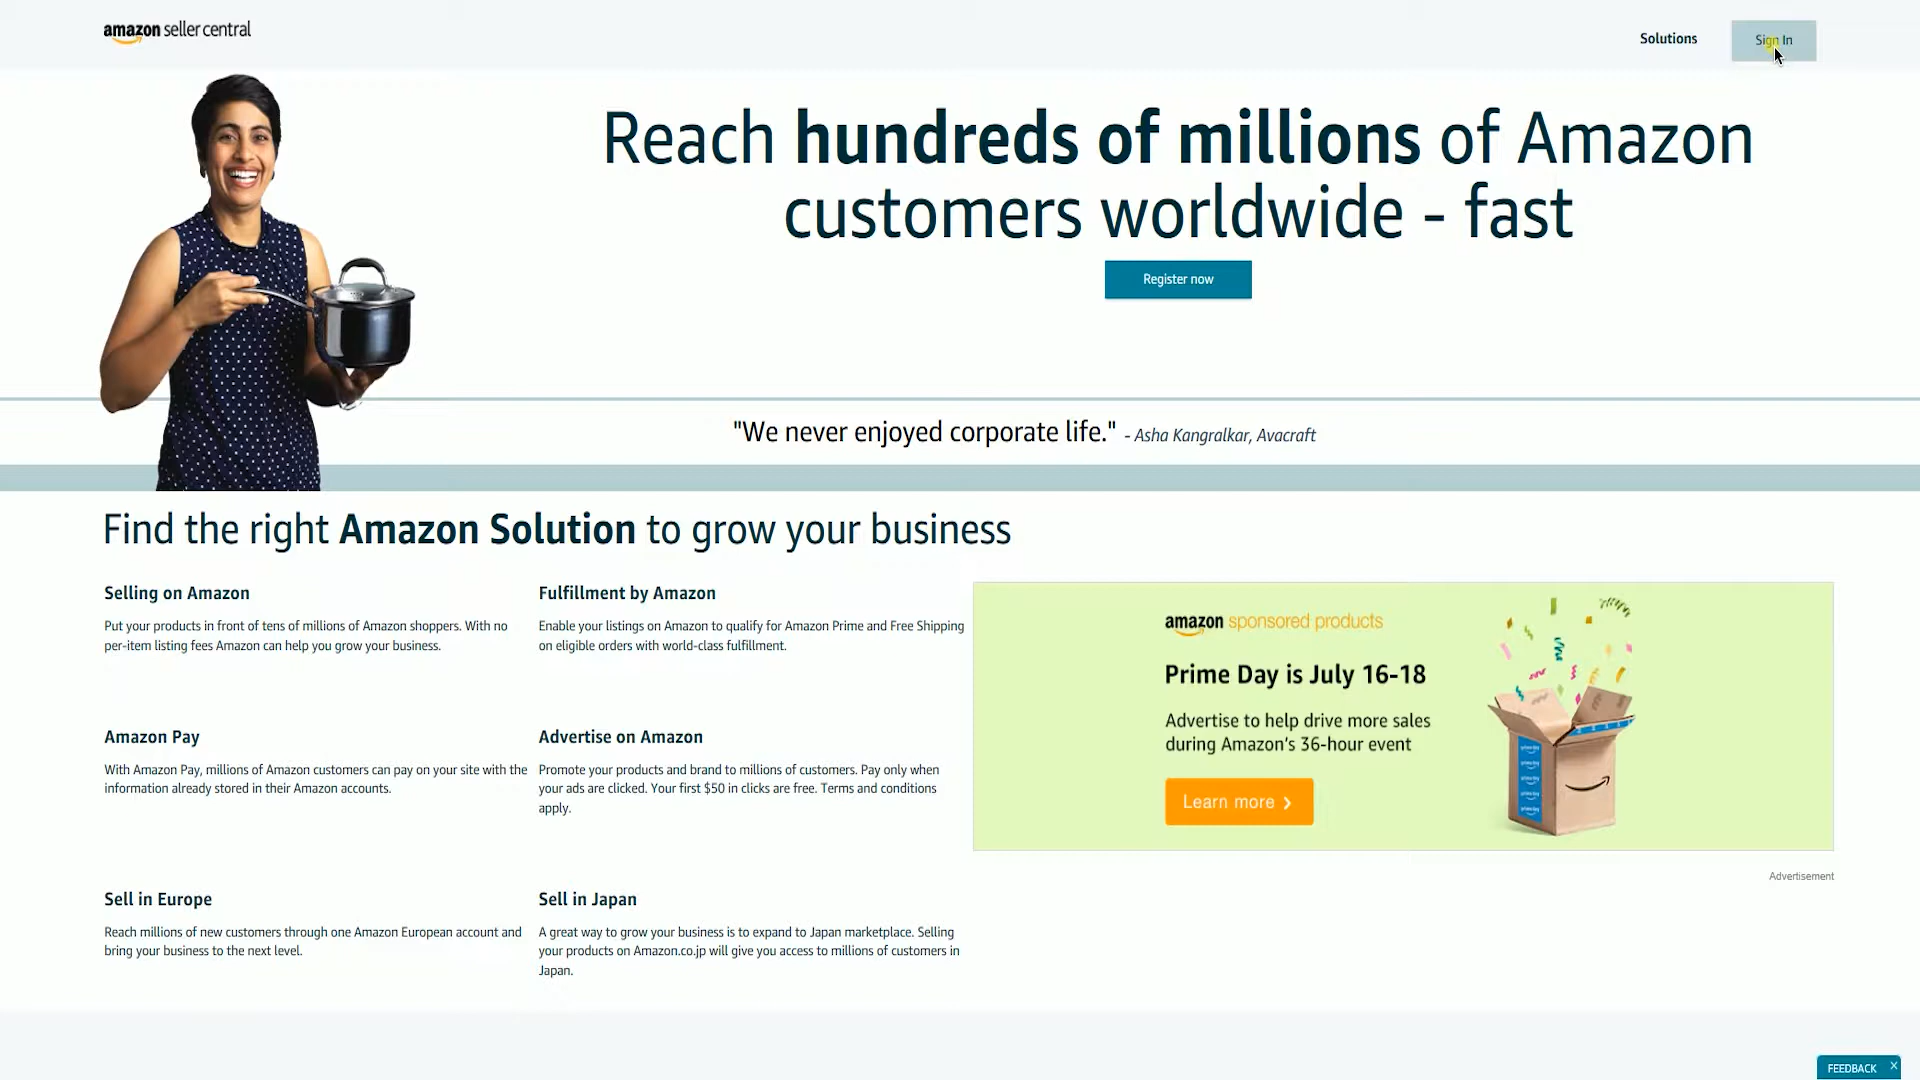 amazon seller central
Solutions
Sign In
Reach hundreds of millions of Amazon
customers worldwide - fast
Register now
"We never enjoyed corporate life." - Asha Kangralkar, Avacraft
Find the right Amazon Solution to grow your business
Selling on Amazon
Put your products in front of tens of millions of Amazon shoppers. With no
per-item listing fees Amazon can help you grow your business.
Fulfillment by Amazon
Enable your listings on Amazon to qualify for Amazon Prime and Free Shipping
on eligible orders with world-class fulfillment.
Amazon Pay
With Amazon Pay, millions of Amazon customers can pay on your site with the
information already stored in their Amazon accounts.
Advertise on Amazon
Promote your products and brand to millions of customers. Pay only when
your ads are clicked. Your first $50 in clicks are free. Terms and conditions
apply.
Sell in Europe
Reach millions of new customers through one Amazon European account and
bring your business to the next level.
Sell in Japan
A great way to grow your business is to expand to Japan marketplace. Selling
your products on Amazon.co.jp will give you access to millions of customers in
Japan.
amazon sponsored products
Prime Day is July 16-18
Advertise to help drive more sales
during Amazon's 36-hour event
Learn more ❯
Advertisement
FEEDBACK X